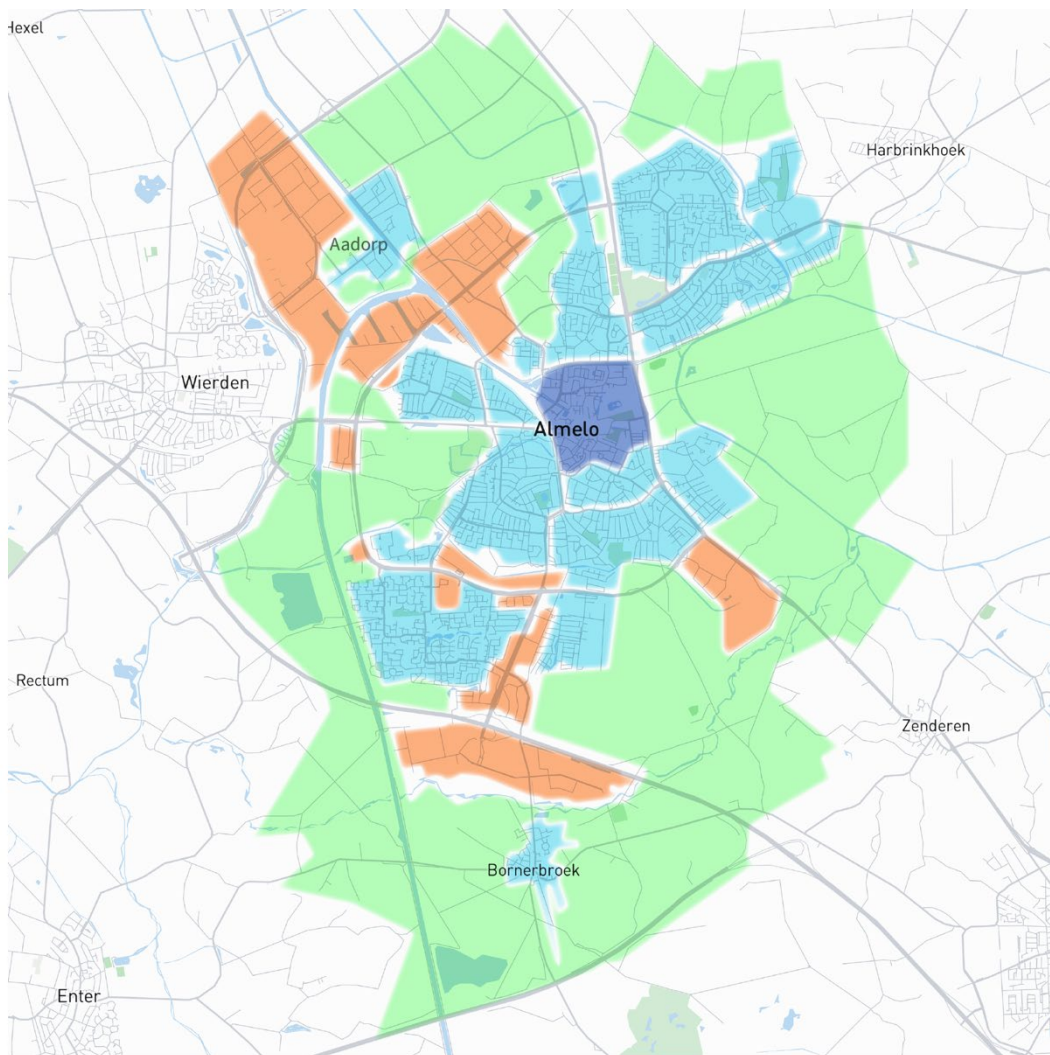 Hexel
Harbrinkhoek
Aadorp
Wierden
Almelo
Rectum
Zenderen
Bornerbroek
Enter